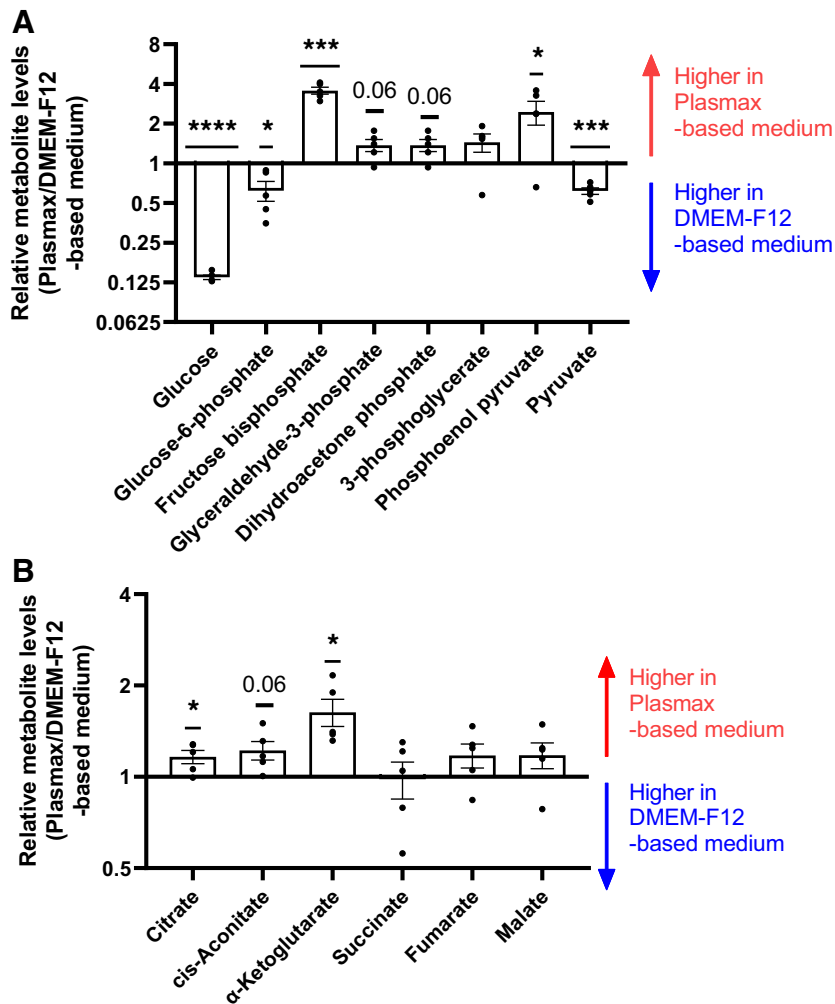 A
Relative metabolite levels
(Plasmax/DMEM-F12
-based medium)
8
4
2
1
0.5
0.25
0.125
0.0625
****
*
***
0.06
0.06
*
***
Glucose
Glucose-6-phosphate
Fructose bisphosphate
Glyceraldehyde-3-phosphate
Dihydroacetone phosphate
3-phosphoglycerate
Phosphoenol pyruvate
Pyruvate
Higher in
Plasmax
-based medium
Higher in
DMEM-F12
-based medium
B
Relative metabolite levels
(Plasmax/DMEM-F12
-based medium)
4
2
1
0.5
*
0.06
*
Citrate
cis-Aconitate
α-Ketoglutarate
Succinate
Fumarate
Malate
Higher in
Plasmax
-based medium
Higher in
DMEM-F12
-based medium